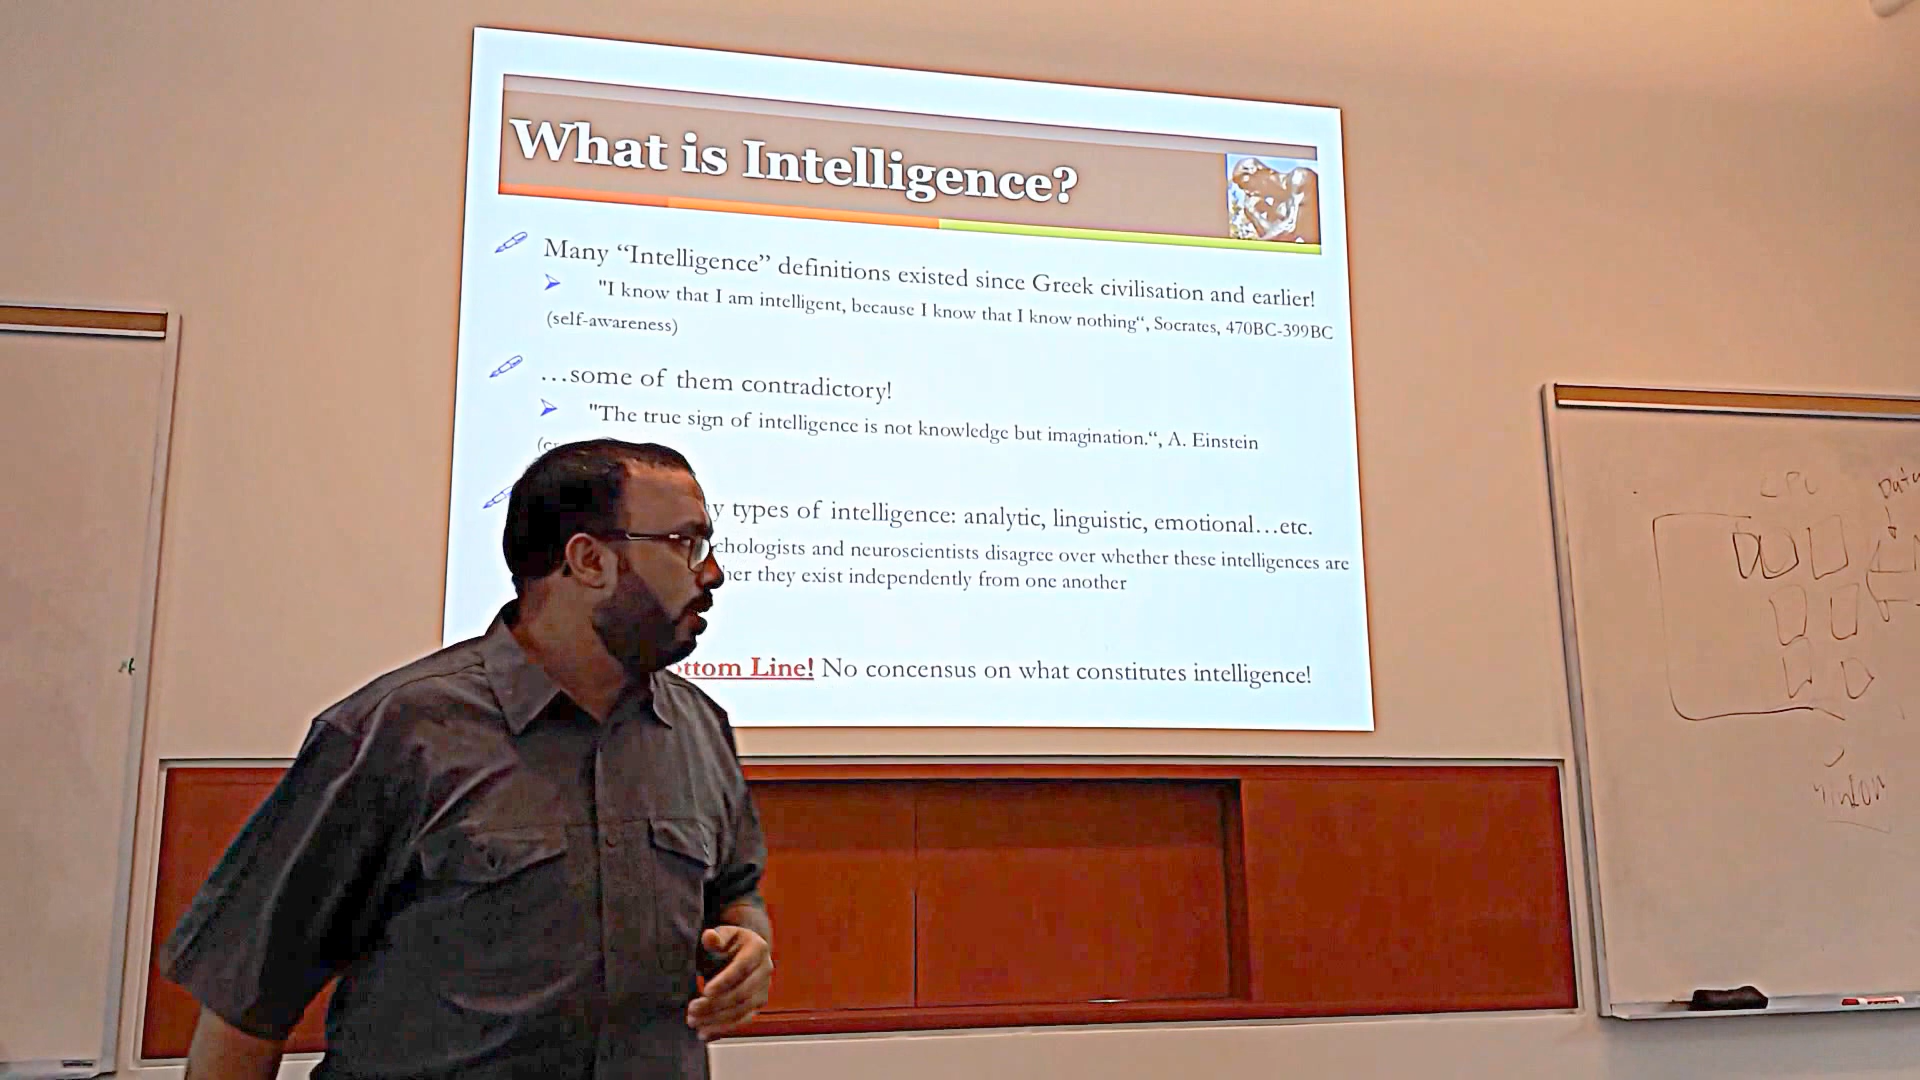 What is Intelligence?
Many “Intelligence” definitions existed since Greek civilisation and earlier!
"I know that I am intelligent, because I know that I know nothing“, Socrates, 470BC-399BC
(self-awareness)
…some of them contradictory!
"The true sign of intelligence is not knowledge but imagination.“, A. Einstein
types of intelligence: analytic, linguistic, emotional…etc.
and neuroscientists disagree over whether these intelligences are
they exist independently from one another
Line! No concensus on what constitutes intelligence!
CPU
Data